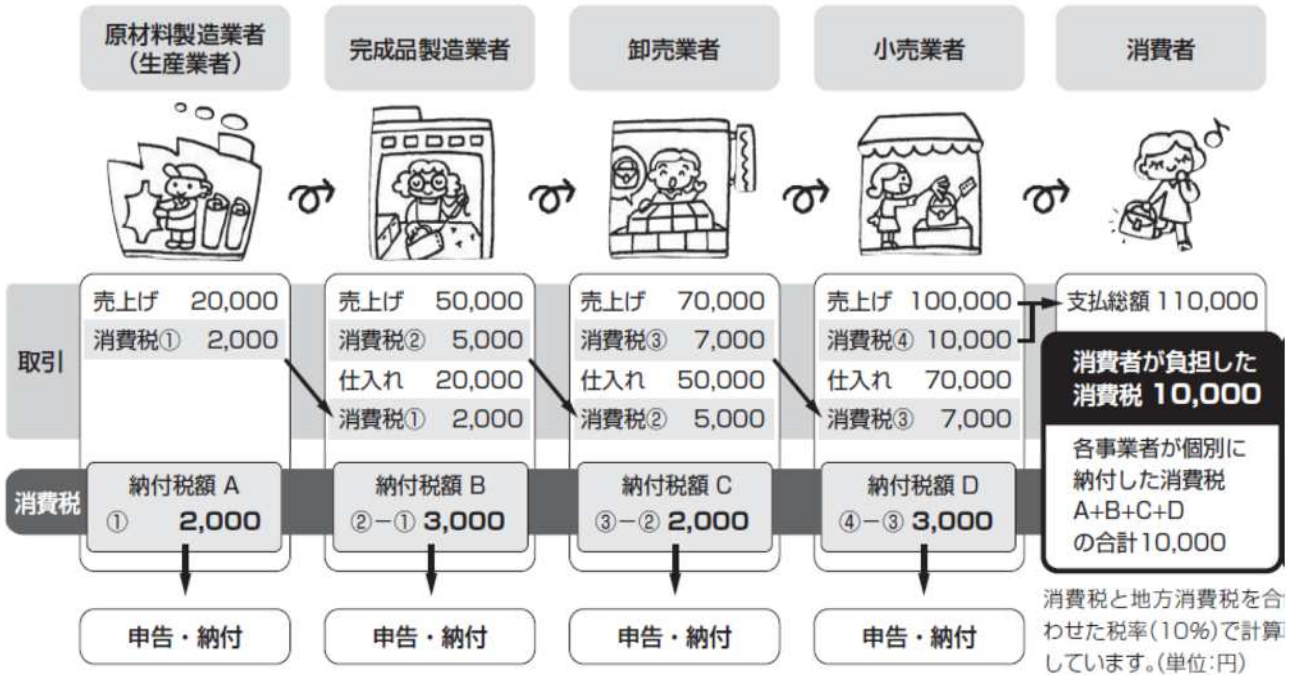 原材料製造業者
（生産業者）
完成品製造業者
卸売業者
小売業者
消費者
取引
売上げ 20,000
消費税① 2,000
売上げ 50,000
消費税② 5,000
仕入れ 20,000
消費税① 2,000
売上げ 70,000
消費税③ 7,000
仕入れ 50,000
消費税② 5,000
売上げ 100,000
消費税④ 10,000
仕入れ 70,000
消費税③ 7,000
支払総額 110,000
消費者が負担した
消費税 10,000
各事業者が個別に
納付した消費税
A+B+C+D
の合計10,000
消費税
納付税額 A
① 2,000
納付税額 B
②－① 3,000
納付税額 C
③－② 2,000
納付税額 D
④－③ 3,000
申告・納付
申告・納付
申告・納付
申告・納付
消費税と地方消費税を合
わせた税率(10%)で計算
しています。(単位:円)